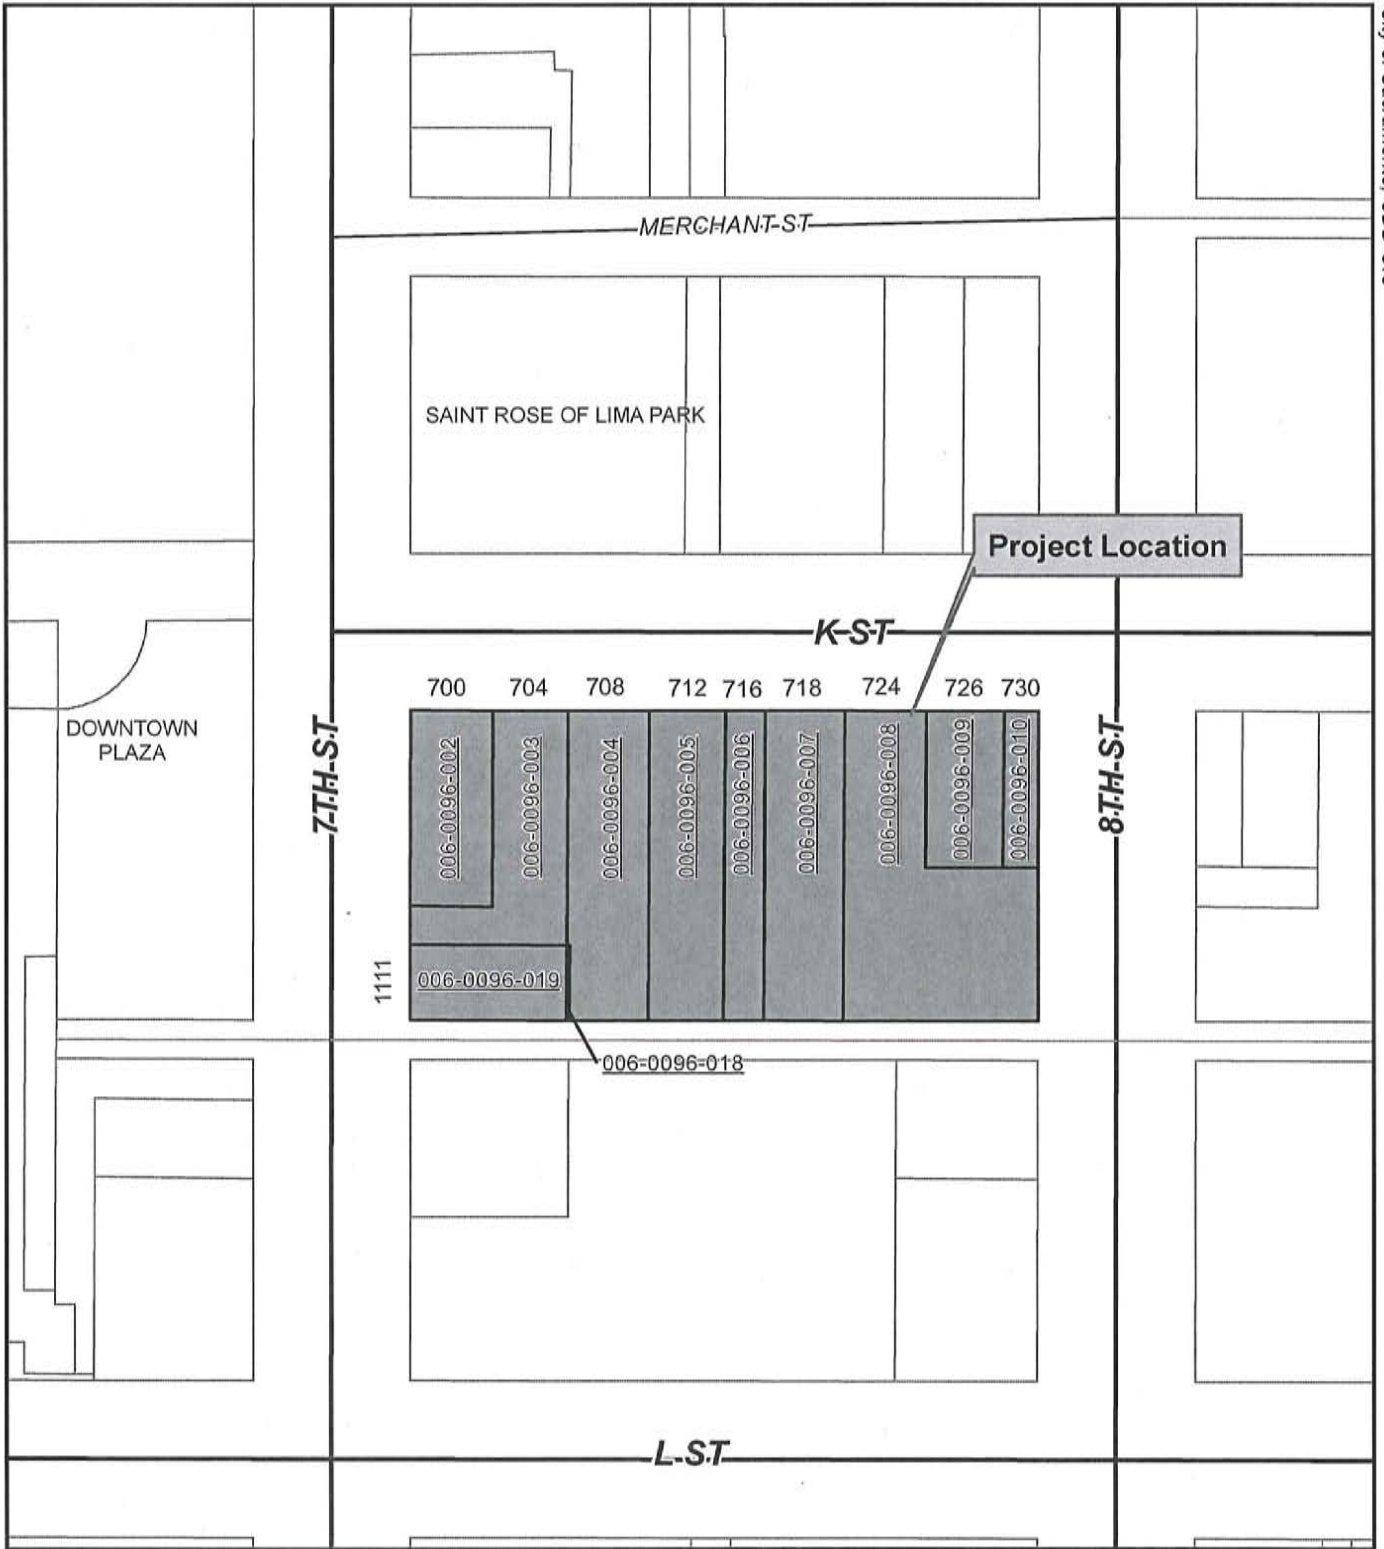 MERCHANT ST
SAINT ROSE OF LIMA PARK
Project Location
K ST
700 704 708 712 716 718 724 726 730
DOWNTOWN
PLAZA
7TH ST
8TH ST
006-0096-002
006-0096-003
006-0096-004
006-0096-005
006-0096-006
006-0096-007
006-0096-008
006-0096-009
006-0096-010
1111
006-0096-019
006-0096-018
L ST